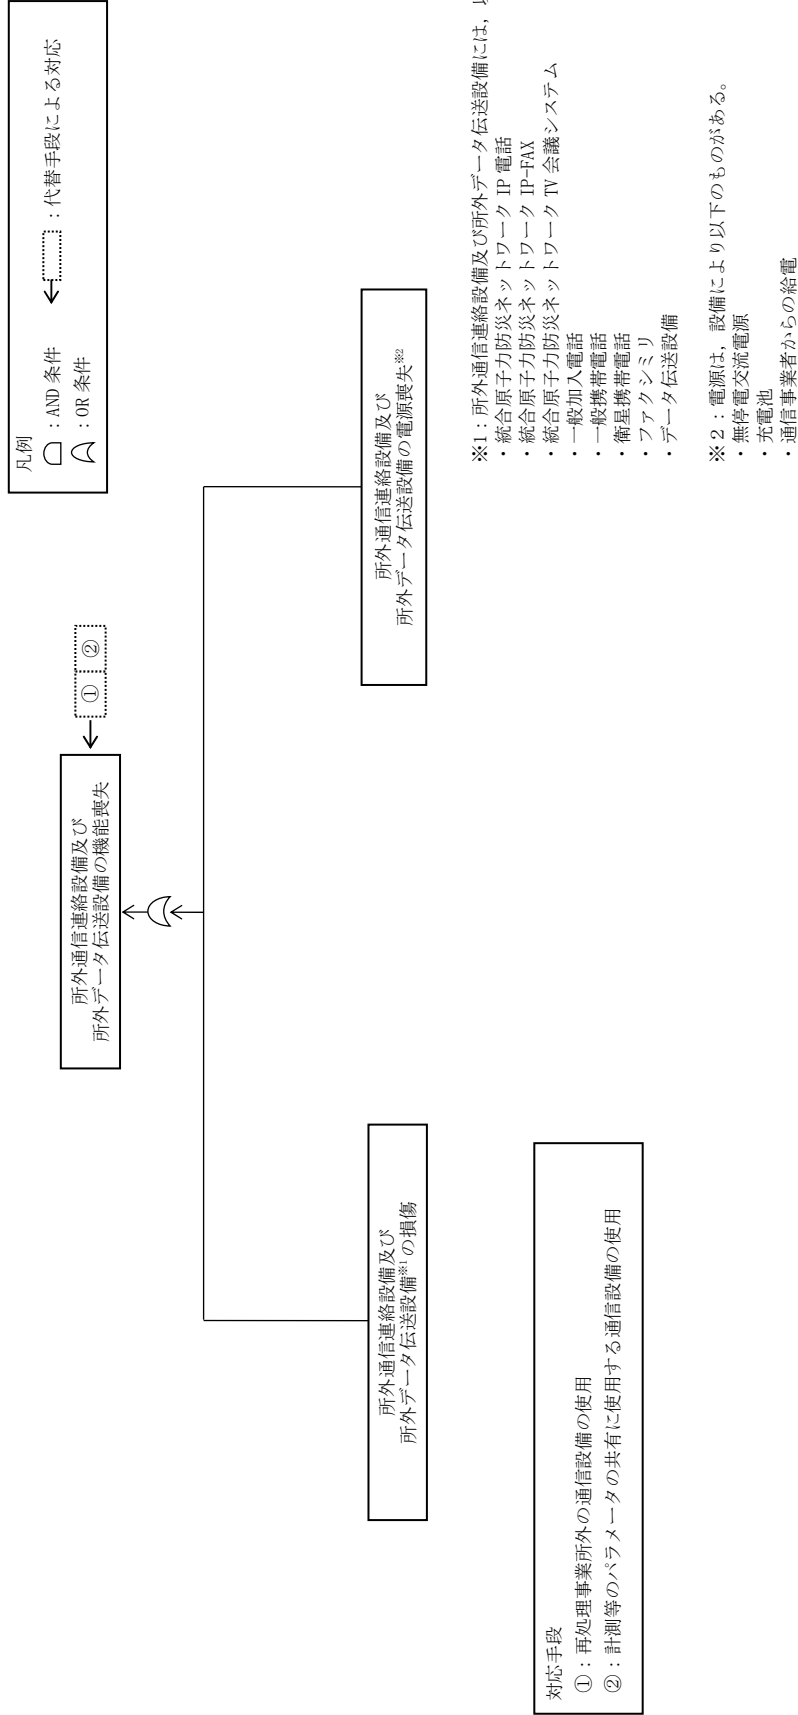 凡例
：AND 条件
：OR 条件
：代替手段による対応
① ②
所外通信連絡設備及び
所外データ伝送設備の機能喪失
所外通信連絡設備及び
所外データ伝送設備※1の損傷
所外通信連絡設備及び
所外データ伝送設備の電源喪失※2
対応手段
①：再処理事業所外の通信設備の使用
②：計測等のパラメータの共有に使用する通信設備の使用
※1：所外通信連絡設備及び所外データ伝送設備には，
・統合原子力防災ネットワーク IP 電話
・統合原子力防災ネットワーク IP-FAX
・統合原子力防災ネットワーク TV 会議システム
・一般加入電話
・一般携帯電話
・衛星携帯電話
・ファクシミリ
・データ伝送設備
※２：電源は，設備により以下のものがある。
・無停電交流電源
・充電池
・通信事業者からの給電